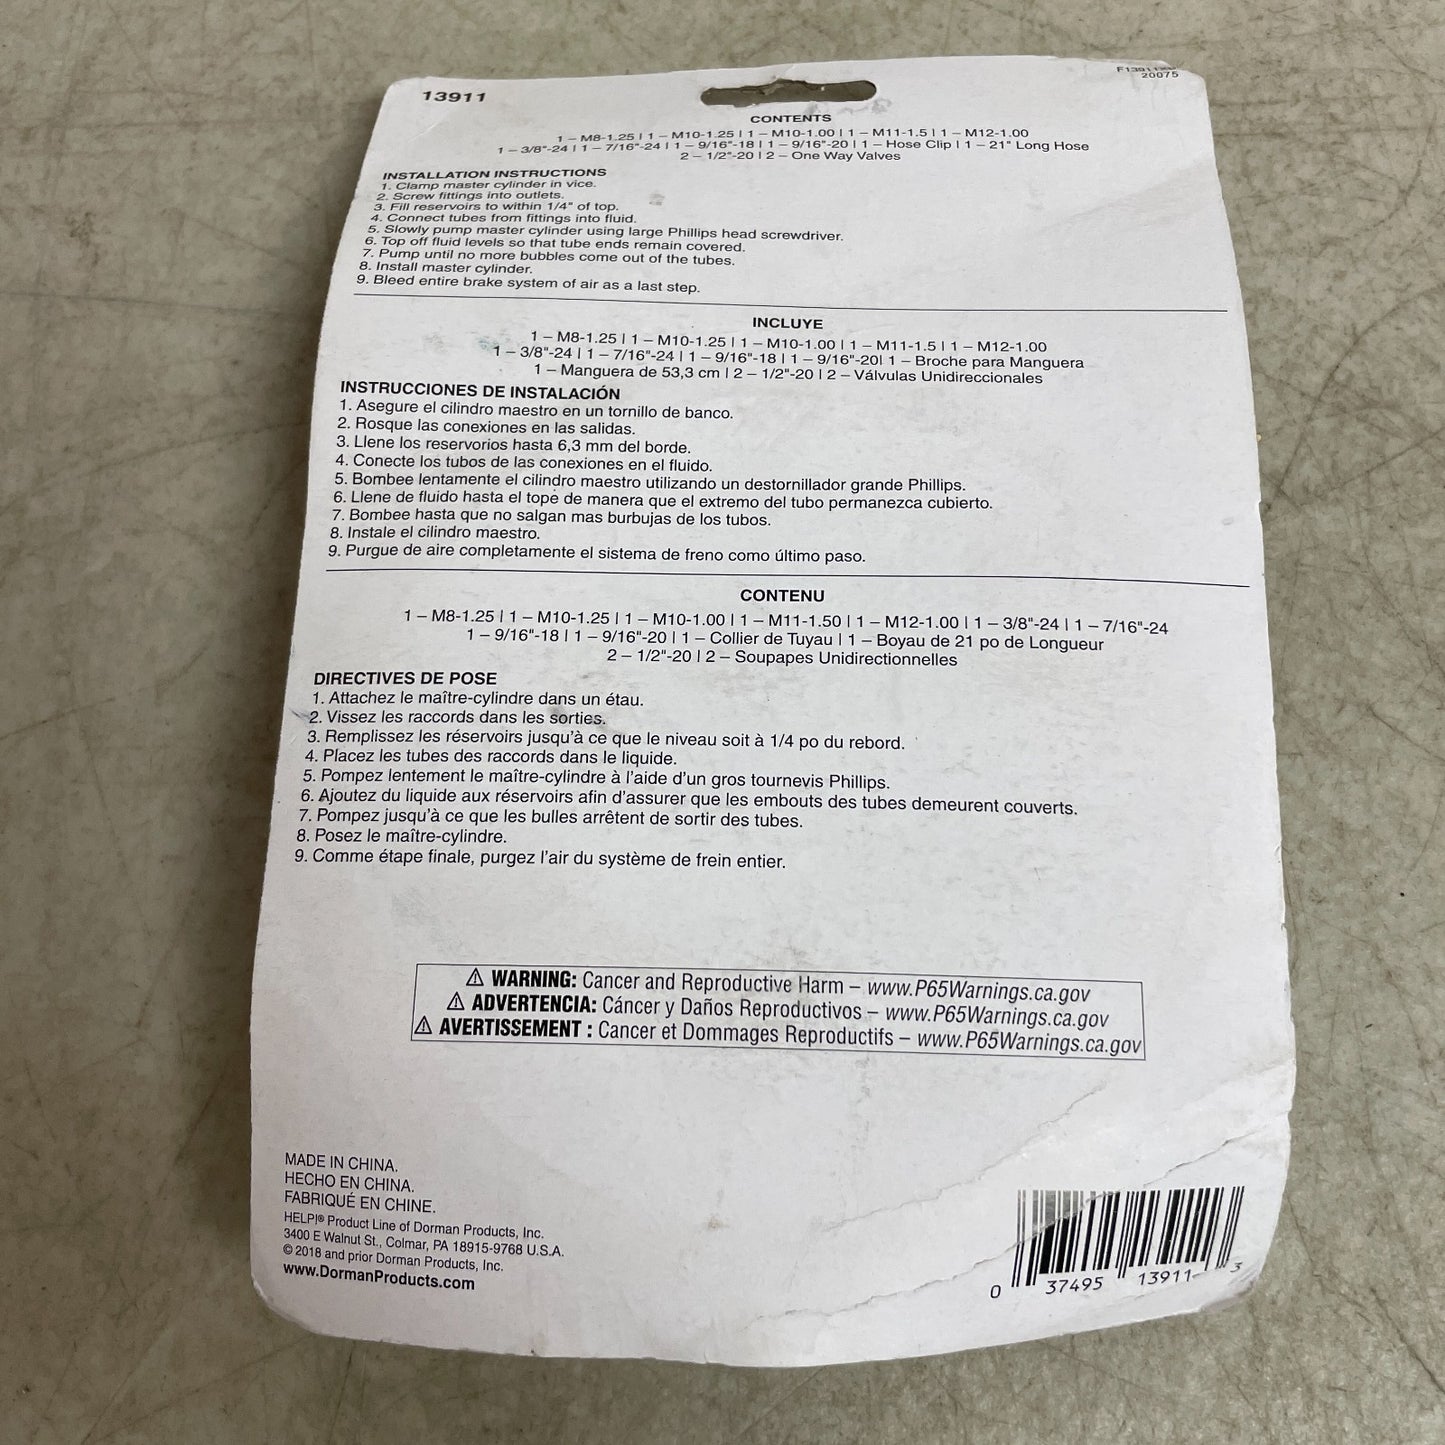 13911
20075
CONTENTS
1 – M8-1.25 | 1 – M10-1.25 | 1 – M10-1.00 | 1 – M11-1.5 | 1 – M12-1.00
1 – 3/8"-24 | 1 – 7/16"-24 | 1 – 9/16"-18 | 1 – 9/16"-20 | 1 – Hose Clip | 1 – 21" Long Hose
2 – 1/2"-20 | 2 – One Way Valves
INSTALLATION INSTRUCTIONS
1. Clamp master cylinder in vice.
2. Screw fittings into outlets.
3. Fill reservoirs to within 1/4" of top.
4. Connect tubes from fittings into fluid.
5. Slowly pump master cylinder using large Phillips head screwdriver.
6. Top off fluid levels so that tube ends remain covered.
7. Pump until no more bubbles come out of the tubes.
8. Install master cylinder.
9. Bleed entire brake system of air as a last step.
INCLUYE
1 – M8-1.25 | 1 – M10-1.25 | 1 – M10-1.00 | 1 – M11-1.5 | 1 – M12-1.00
1 – 3/8"-24 | 1 – 7/16"-24 | 1 – 9/16"-18 | 1 – 9/16"-20| 1 – Broche para Manguera
1 – Manguera de 53,3 cm | 2 – 1/2"-20 | 2 – Válvulas Unidireccionales
INSTRUCCIONES DE INSTALACIÓN
1. Asegure el cilindro maestro en un tornillo de banco.
2. Rosque las conexiones en las salidas.
3. Llene los reservorios hasta 6,3 mm del borde.
4. Conecte los tubos de las conexiones en el fluido.
5. Bombee lentamente el cilindro maestro utilizando un destornillador grande Phillips.
6. Llene de fluido hasta el tope de manera que el extremo del tubo permanezca cubierto.
7. Bombee hasta que no salgan mas burbujas de los tubos.
8. Instale el cilindro maestro.
9. Purgue de aire completamente el sistema de freno como último paso.
CONTENU
1 – M8-1.25 | 1 – M10-1.25 | 1 – M10-1.00 | 1 – M11-1.50 | 1 – M12-1.00 | 1 – 3/8"-24 | 1 – 7/16"-24
1 – 9/16"-18 | 1 – 9/16"-20 | 1 – Collier de Tuyau | 1 – Boyau de 21 po de Longueur
2 – 1/2"-20 | 2 – Soupapes Unidirectionnelles
DIRECTIVES DE POSE
1. Attachez le maître-cylindre dans un étau.
2. Vissez les raccords dans les sorties.
3. Remplissez les réservoirs jusqu'à ce que le niveau soit à 1/4 po du rebord.
4. Placez les tubes des raccords dans le liquide.
5. Pompez lentement le maître-cylindre à l'aide d'un gros tournevis Phillips.
6. Ajoutez du liquide aux réservoirs afin d'assurer que les embouts des tubes demeurent couverts.
7. Pompez jusqu'à ce que les bulles arrêtent de sortir des tubes.
8. Posez le maître-cylindre.
9. Comme étape finale, purgez l'air du système de frein entier.
⚠ WARNING: Cancer and Reproductive Harm – www.P65Warnings.ca.gov
⚠ ADVERTENCIA: Cáncer y Daños Reproductivos – www.P65Warnings.ca.gov
⚠ AVERTISSEMENT : Cancer et Dommages Reproductifs – www.P65Warnings.ca.gov
MADE IN CHINA.
HECHO EN CHINA.
FABRIQUÉ EN CHINE.
HELP!® Product Line of Dorman Products, Inc.
3400 E Walnut St., Colmar, PA 18915-9768 U.S.A.
© 2018 and prior Dorman Products, Inc.
www.DormanProducts.com
0 37495 13911 3